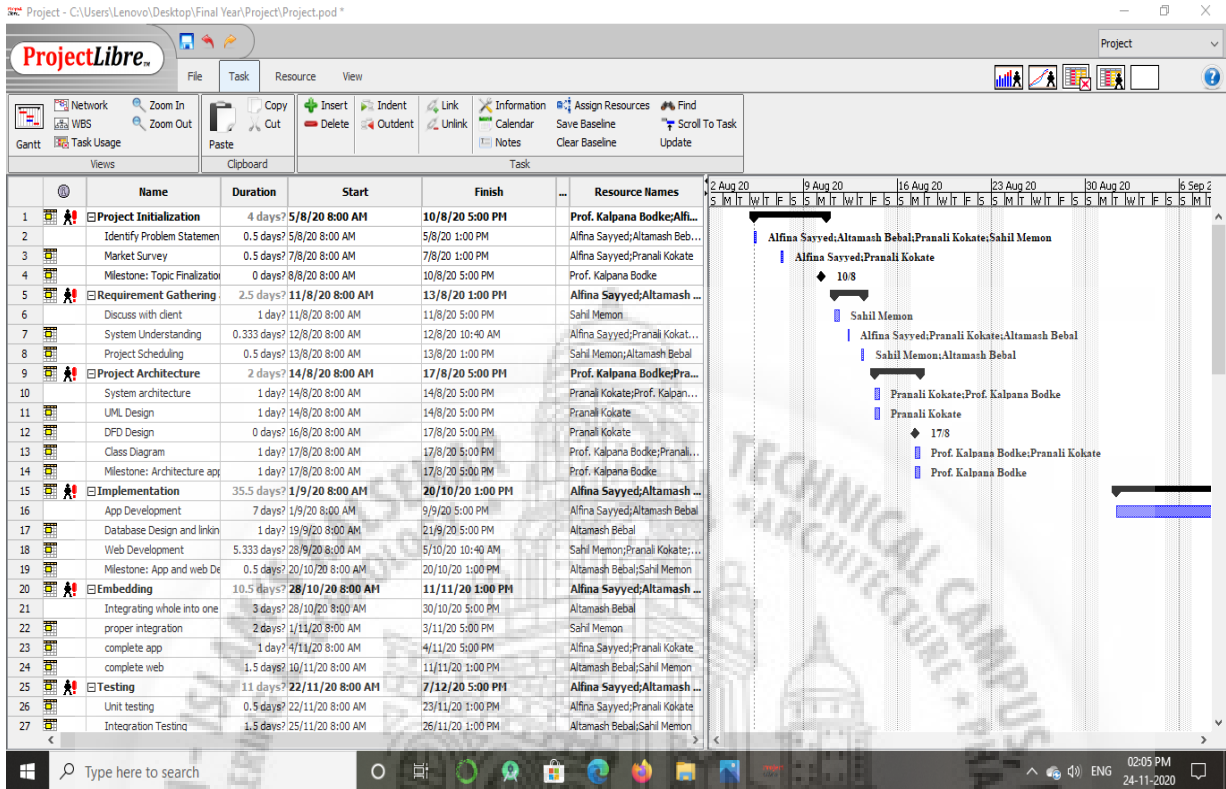 Project - C:\Users\Lenovo\Desktop\Final Year\Project\Project.pod *
ProjectLibre
Project
File Task Resource View
Network Zoom In Copy Insert Indent Link Information Assign Resources Find
WBS Zoom Out Cut Delete Outdent Unlink Calendar Save Baseline Scroll To Task
Gantt Task Usage Paste Notes Clear Baseline Update
Views Clipboard Task
Name Duration Start Finish ... Resource Names
2 Aug 20 9 Aug 20 16 Aug 20 23 Aug 20 30 Aug 20 6 Sep 2
S M T W T F S S M T W T F S S M T W T F S S M T W T F S S M T W T F S S M T
1 Project Initialization 4 days? 5/8/20 8:00 AM 10/8/20 5:00 PM Prof. Kalpana Bodke;Alfi...
2 Identify Problem Statemen 0.5 days? 5/8/20 8:00 AM 5/8/20 1:00 PM Alfina Sayyed;Altamash Beb... Alfina Sayyed;Altamash Bebal;Pranali Kokate;Sahil Memon
3 Market Survey 0.5 days? 7/8/20 8:00 AM 7/8/20 1:00 PM Alfina Sayyed;Pranali Kokate Alfina Sayyed;Pranali Kokate
4 Milestone: Topic Finalization 0 days? 8/8/20 8:00 AM 10/8/20 5:00 PM Prof. Kalpana Bodke 10/8
5 Requirement Gathering 2.5 days? 11/8/20 8:00 AM 13/8/20 1:00 PM Alfina Sayyed;Altamash ...
6 Discuss with client 1 day? 11/8/20 8:00 AM 11/8/20 5:00 PM Sahil Memon Sahil Memon
7 System Understanding 0.333 days? 12/8/20 8:00 AM 12/8/20 10:40 AM Alfina Sayyed;Pranali Kokat... Alfina Sayyed;Pranali Kokate;Altamash Bebal
8 Project Scheduling 0.5 days? 13/8/20 8:00 AM 13/8/20 1:00 PM Sahil Memon;Altamash Bebal Sahil Memon;Altamash Bebal
9 Project Architecture 2 days? 14/8/20 8:00 AM 17/8/20 5:00 PM Prof. Kalpana Bodke;Pra...
10 System architecture 1 day? 14/8/20 8:00 AM 14/8/20 5:00 PM Pranali Kokate;Prof. Kalpan... Pranali Kokate;Prof. Kalpana Bodke
11 UML Design 1 day? 14/8/20 8:00 AM 14/8/20 5:00 PM Pranali Kokate Pranali Kokate
12 DFD Design 0 days? 16/8/20 8:00 AM 17/8/20 5:00 PM Pranali Kokate 17/8
13 Class Diagram 1 day? 17/8/20 8:00 AM 17/8/20 5:00 PM Prof. Kalpana Bodke;Pranali... Prof. Kalpana Bodke;Pranali Kokate
14 Milestone: Architecture app 1 day? 17/8/20 8:00 AM 17/8/20 5:00 PM Prof. Kalpana Bodke Prof. Kalpana Bodke
15 Implementation 35.5 days? 1/9/20 8:00 AM 20/10/20 1:00 PM Alfina Sayyed;Altamash ...
16 App Development 7 days? 1/9/20 8:00 AM 9/9/20 5:00 PM Alfina Sayyed;Altamash Bebal
17 Database Design and linkin 1 day? 19/9/20 8:00 AM 21/9/20 5:00 PM Altamash Bebal
18 Web Development 5.333 days? 28/9/20 8:00 AM 5/10/20 10:40 AM Sahil Memon;Pranali Kokate;...
19 Milestone: App and web De 0.5 days? 20/10/20 8:00 AM 20/10/20 1:00 PM Altamash Bebal;Sahil Memon
20 Embedding 10.5 days? 28/10/20 8:00 AM 11/11/20 1:00 PM Alfina Sayyed;Altamash ...
21 Integrating whole into one 3 days? 28/10/20 8:00 AM 30/10/20 5:00 PM Altamash Bebal
22 proper integration 2 days? 1/11/20 8:00 AM 3/11/20 5:00 PM Sahil Memon
23 complete app 1 day? 4/11/20 8:00 AM 4/11/20 5:00 PM Alfina Sayyed;Pranali Kokate
24 complete web 1.5 days? 10/11/20 8:00 AM 11/11/20 1:00 PM Altamash Bebal;Sahil Memon
25 Testing 11 days? 22/11/20 8:00 AM 7/12/20 5:00 PM Alfina Sayyed;Altamash ...
26 Unit testing 0.5 days? 22/11/20 8:00 AM 23/11/20 1:00 PM Alfina Sayyed;Pranali Kokate
27 Integration Testing 1.5 days? 25/11/20 8:00 AM 26/11/20 1:00 PM Altamash Bebal;Sahil Memon
TECHNICAL CAMPUS
ARCHITECTURE
Type here to search
ENG
02:05 PM
24-11-2020